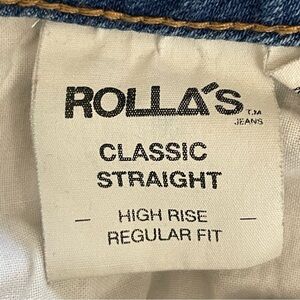 ROLLA'S T.M
JEANS
CLASSIC
STRAIGHT
– HIGH RISE –
REGULAR FIT